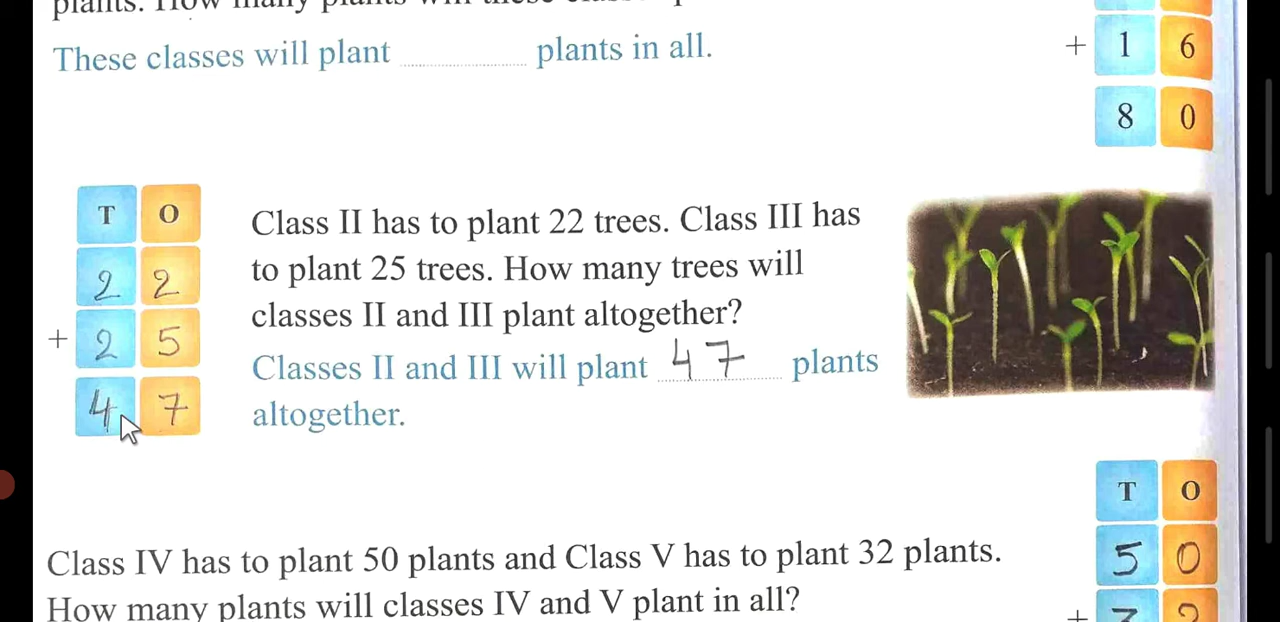 These classes will plant ............ plants in all.
+ 1 6
8 0
T O
2 2
+ 2 5
4 7
Class II has to plant 22 trees. Class III has
to plant 25 trees. How many trees will
classes II and III plant altogether?
Classes II and III will plant 47 plants
altogether.
T O
5 0
+ 3 2
Class IV has to plant 50 plants and Class V has to plant 32 plants.
How many plants will classes IV and V plant in all?